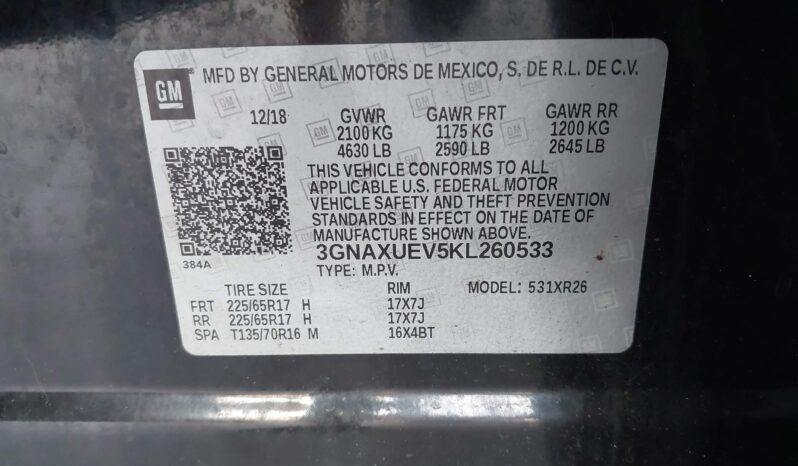 GM MFD BY GENERAL MOTORS DE MEXICO, S. DE R.L. DE C.V.
12/18 GVWR GAWR FRT GAWR RR
2100 KG 1175 KG 1200 KG
4630 LB 2590 LB 2645 LB
THIS VEHICLE CONFORMS TO ALL
APPLICABLE U.S. FEDERAL MOTOR
VEHICLE SAFETY AND THEFT PREVENTION
STANDARDS IN EFFECT ON THE DATE OF
MANUFACTURE SHOWN ABOVE.
3GNAXUEV5KL260533
384A
TYPE: M.P.V.
TIRE SIZE RIM MODEL: 531XR26
FRT 225/65R17 H 17X7J
RR 225/65R17 H 17X7J
SPA T135/70R16 M 16X4BT